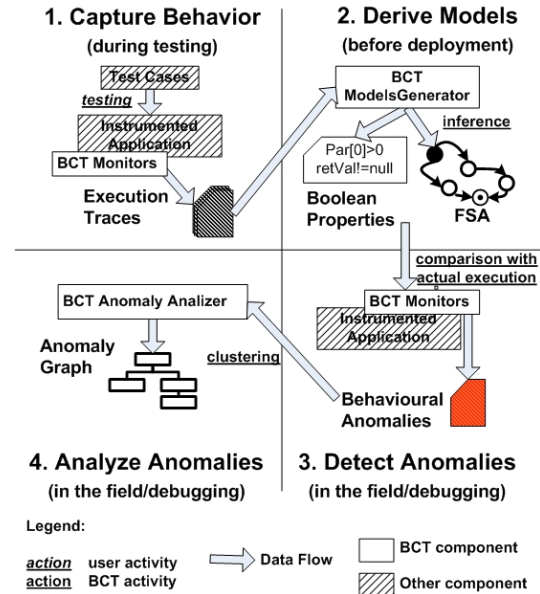 1. Capture Behavior
(during testing)
Test Cases
testing
Instrumented
Application
BCT Monitors
Execution
Traces
2. Derive Models
(before deployment)
BCT
ModelsGenerator
inference
Par[0]>0
retVal!=null
Boolean
Properties
FSA
comparison with
actual execution
BCT Monitors
Instrumented
Application
Behavioural
Anomalies
3. Detect Anomalies
(in the field/debugging)
BCT Anomaly Analizer
clustering
Anomaly
Graph
4. Analyze Anomalies
(in the field/debugging)
Legend:
action user activity
action BCT activity
Data Flow
BCT component
Other component